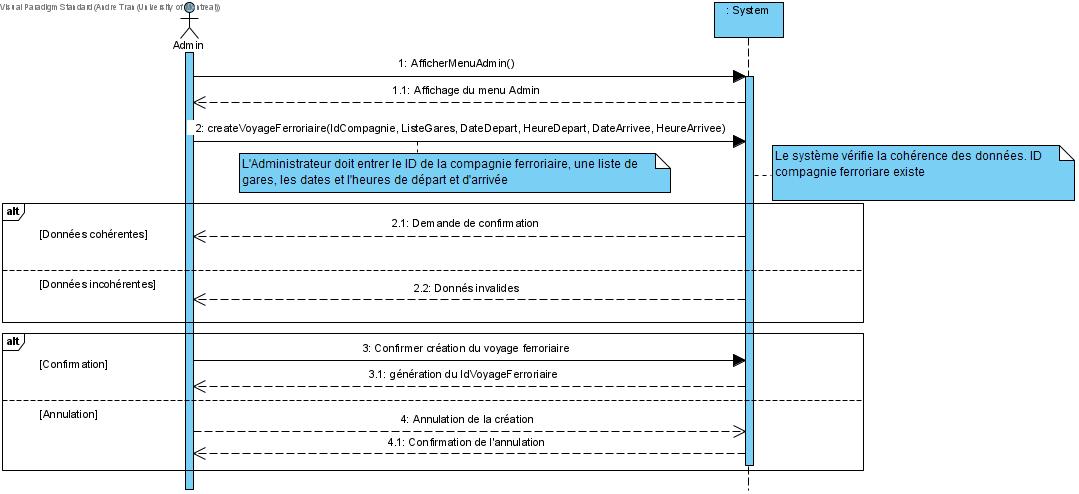 Visual Paradigm Standard (Andre Tran (University of Montreal))
: System
Admin
1: AfficherMenuAdmin()
1.1: Affichage du menu Admin
2: createVoyageFerroriaire(IdCompagnie, ListeGares, DateDepart, HeureDepart, DateArrivee, HeureArrivee)
L'Administrateur doit entrer le ID de la compagnie ferroriaire, une liste de
gares, les dates et l'heures de départ et d'arrivée
Le système vérifie la cohérence des données. ID
compagnie ferroriare existe
alt
2.1: Demande de confirmation
[Données cohérentes]
[Données incohérentes]
2.2: Donnés invalides
alt
3: Confirmer création du voyage ferroriaire
[Confirmation]
3.1: génération du IdVoyageFerroriaire
[Annulation]
4: Annulation de la création
4.1: Confirmation de l'annulation